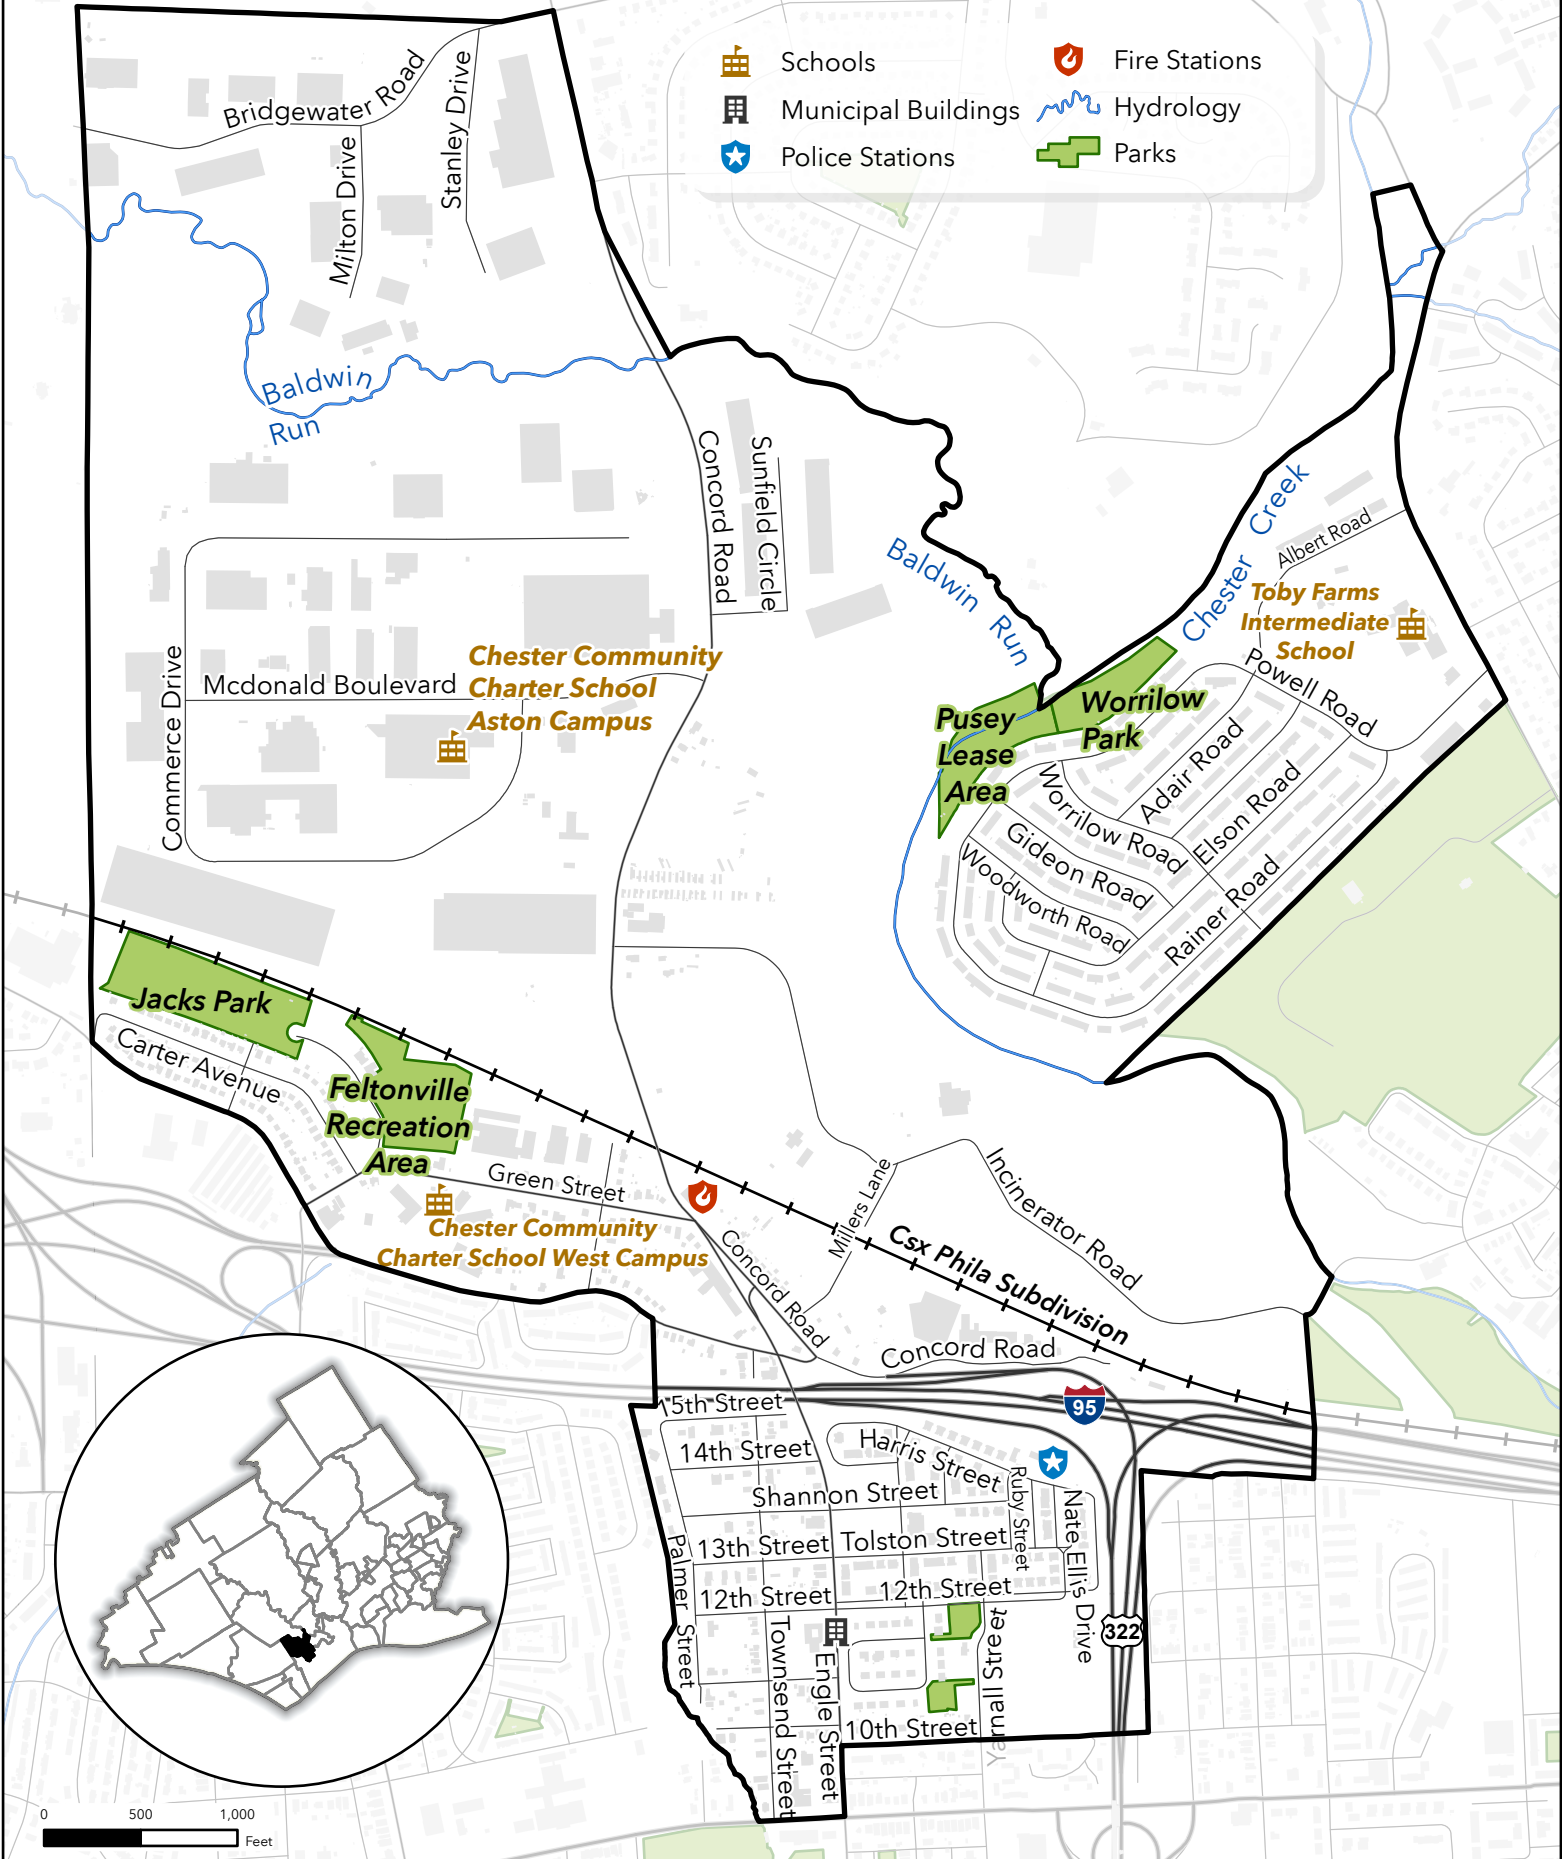 Schools
Municipal Buildings
Police Stations
Fire Stations
Hydrology
Parks
Bridgewater Road
Stanley Drive
Milton Drive
Baldwin
Run
Concord Road
Sunfield Circle
Baldwin Run
Chester Creek
Albert Road
Toby Farms
Intermediate
School
Powell Road
Commerce Drive
Mcdonald Boulevard
Chester Community
Charter School
Aston Campus
Pusey
Lease
Area
Worrilow
Park
Adair Road
Elson Road
Worrilow Road
Gideon Road
Woodworth Road
Rainer Road
Jacks Park
Carter Avenue
Feltonville
Recreation
Area
Green Street
Chester Community
Charter School West Campus
Concord Road
Millers Lane
Incinerator Road
Csx Phila Subdivision
Concord Road
95
15th Street
14th Street
Harris Street
Shannon Street
Ruby Street
Nate Ellis Drive
13th Street
Tolston Street
Palmer Street
12th Street
12th Street
322
Townsend Street
Engle Street
Yarnall Street
10th Street
0 500 1,000
Feet